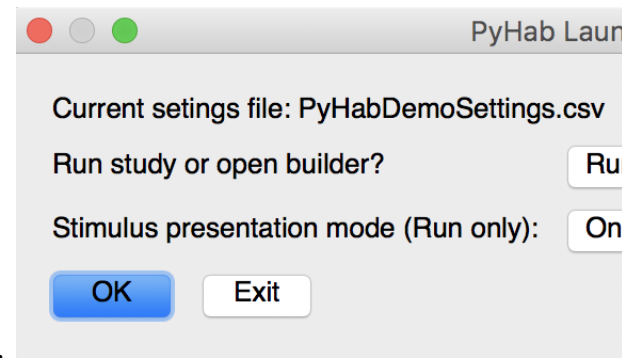 PyHab Laun
Current setings file: PyHabDemoSettings.csv
Run study or open builder? Ru
Stimulus presentation mode (Run only): On
OK Exit